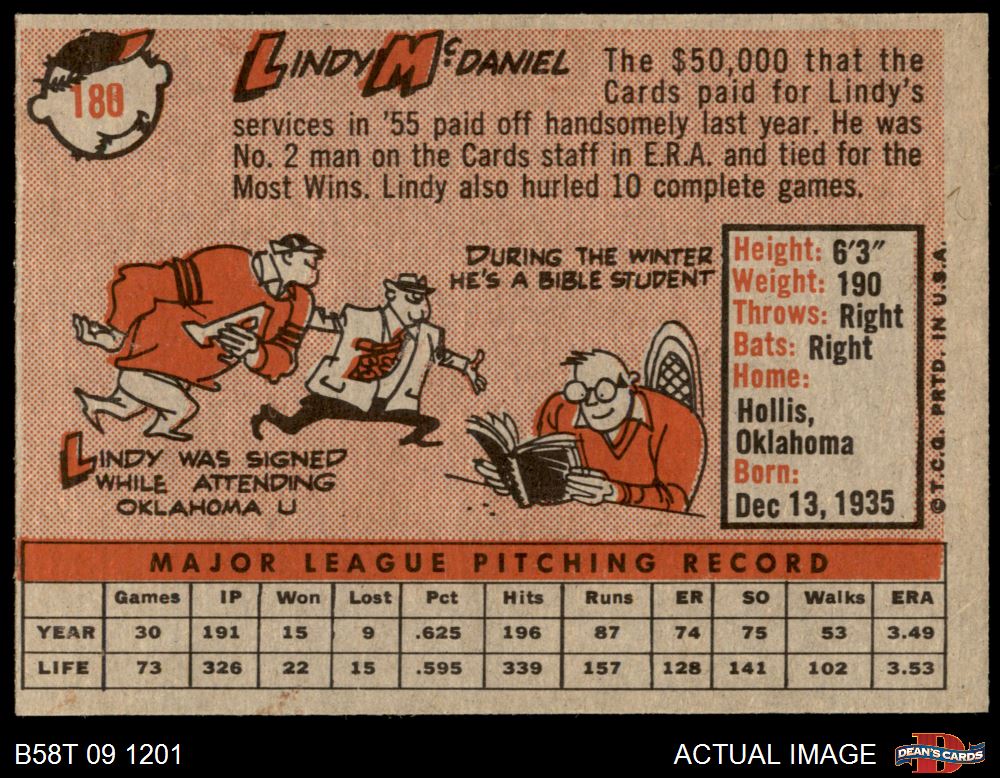 180
LINDY McDANIEL
The $50,000 that the
Cards paid for Lindy's
services in '55 paid off handsomely last year. He was
No. 2 man on the Cards staff in E.R.A. and tied for the
Most Wins. Lindy also hurled 10 complete games.
DURING THE WINTER
HE'S A BIBLE STUDENT
LINDY WAS SIGNED
WHILE ATTENDING
OKLAHOMA U
Height: 6'3"
Weight: 190
Throws: Right
Bats: Right
Home:
Hollis,
Oklahoma
Born:
Dec 13, 1935
© T.C.G. PRTD. IN U.S.A.
MAJOR LEAGUE PITCHING RECORD
Games IP Won Lost Pct Hits Runs ER SO Walks ERA
YEAR 30 191 15 9 .625 196 87 74 75 53 3.49
LIFE 73 326 22 15 .595 339 157 128 141 102 3.53
B58T 09 1201
ACTUAL IMAGE
DEAN'S CARDS